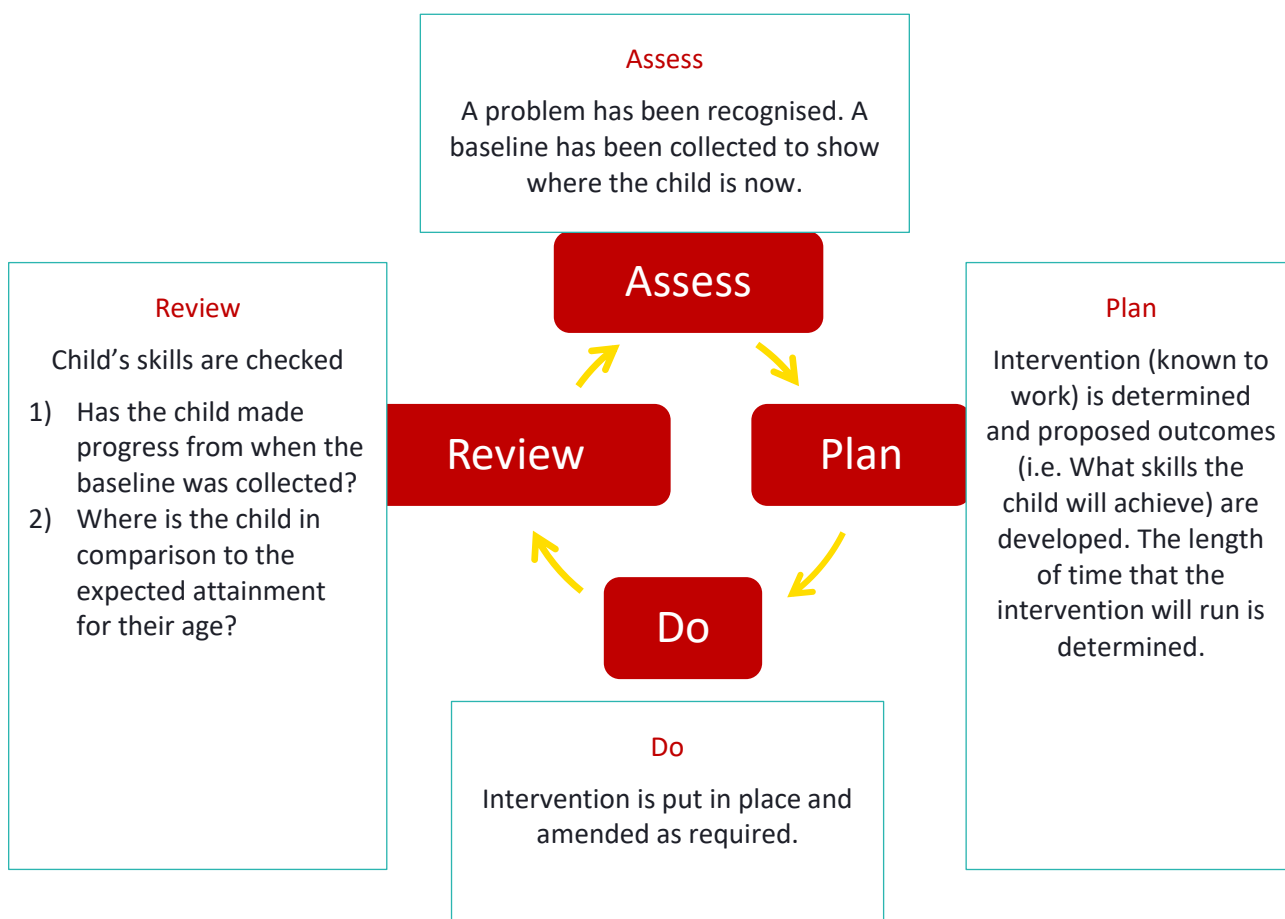 Assess
A problem has been recognised. A
baseline has been collected to show
where the child is now.
Assess
Review
Child’s skills are checked
1) Has the child made
progress from when the
baseline was collected?
2) Where is the child in
comparison to the
expected attainment
for their age?
Review
Plan
Plan
Intervention (known to
work) is determined
and proposed outcomes
(i.e. What skills the
child will achieve) are
developed. The length
of time that the
intervention will run is
determined.
Do
Do
Intervention is put in place and
amended as required.